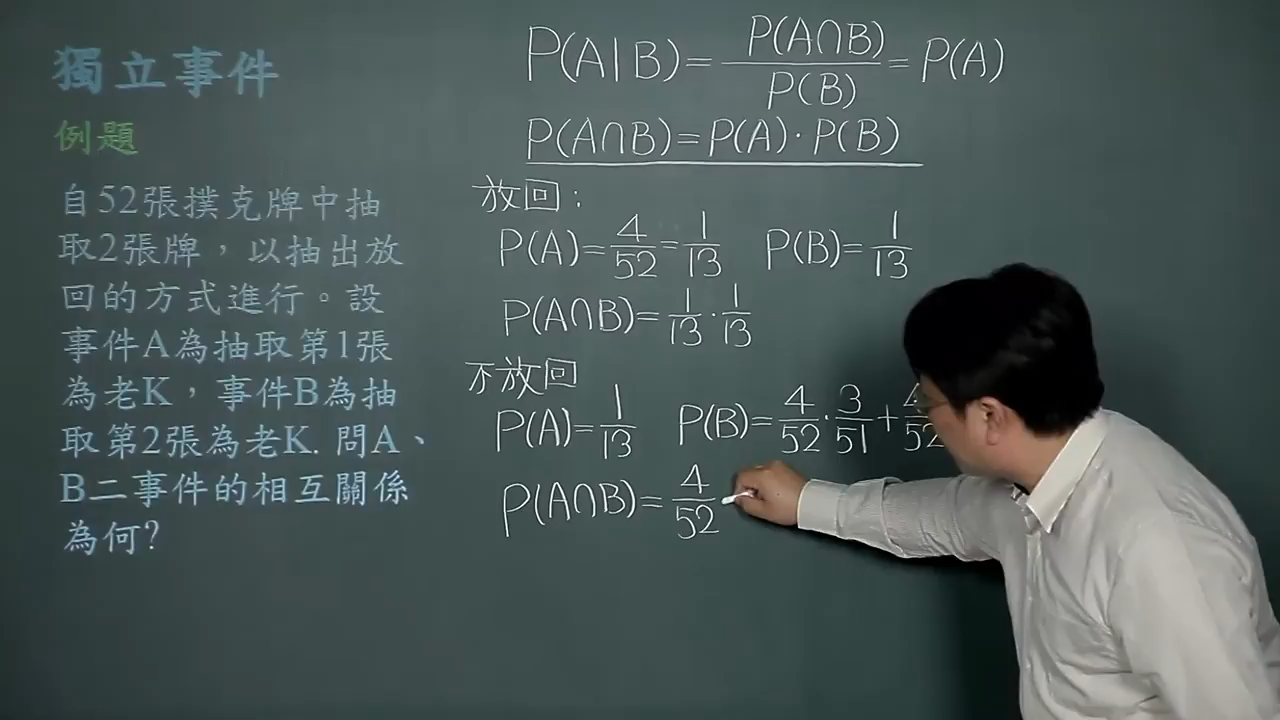 獨立事件
例題
自52張撲克牌中抽
取2張牌，以抽出放
回的方式進行。設
事件A為抽取第1張
為老K，事件B為抽
取第2張為老K. 問A、
B二事件的相互關係
為何?
P(A|B)=P(A∩B)/P(B)=P(A)
P(A∩B)=P(A)·P(B)
放回:
P(A)=4/52=1/13 P(B)=1/13
P(A∩B)=1/13·1/13
不放回
P(A)=1/13 P(B)=4/52·3/51+4/52
P(A∩B)=4/52